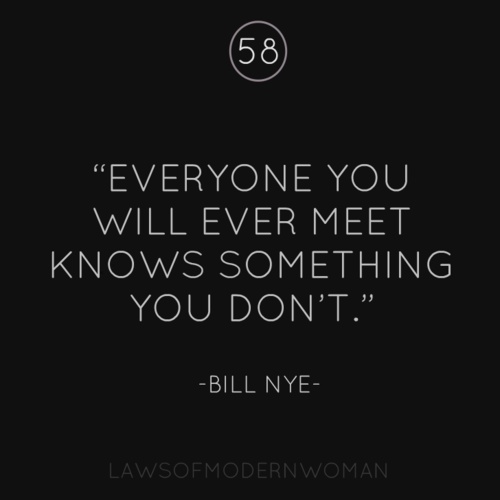 58
“EVERYONE YOU
WILL EVER MEET
KNOWS SOMETHING
YOU DON’T.”
-BILL NYE-
LAWSOFMODERNWOMAN